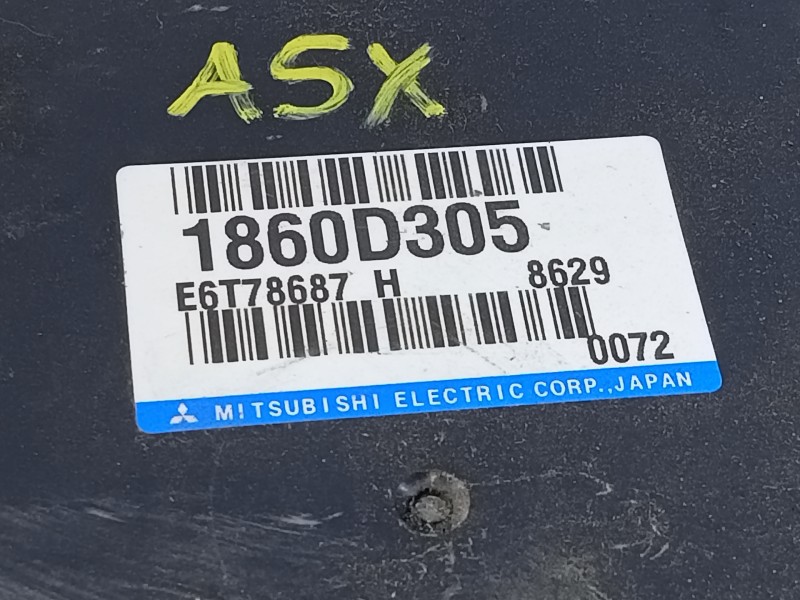 ASX
1860D305
E6T78687 H 8629
0072
MITSUBISHI ELECTRIC CORP.,JAPAN